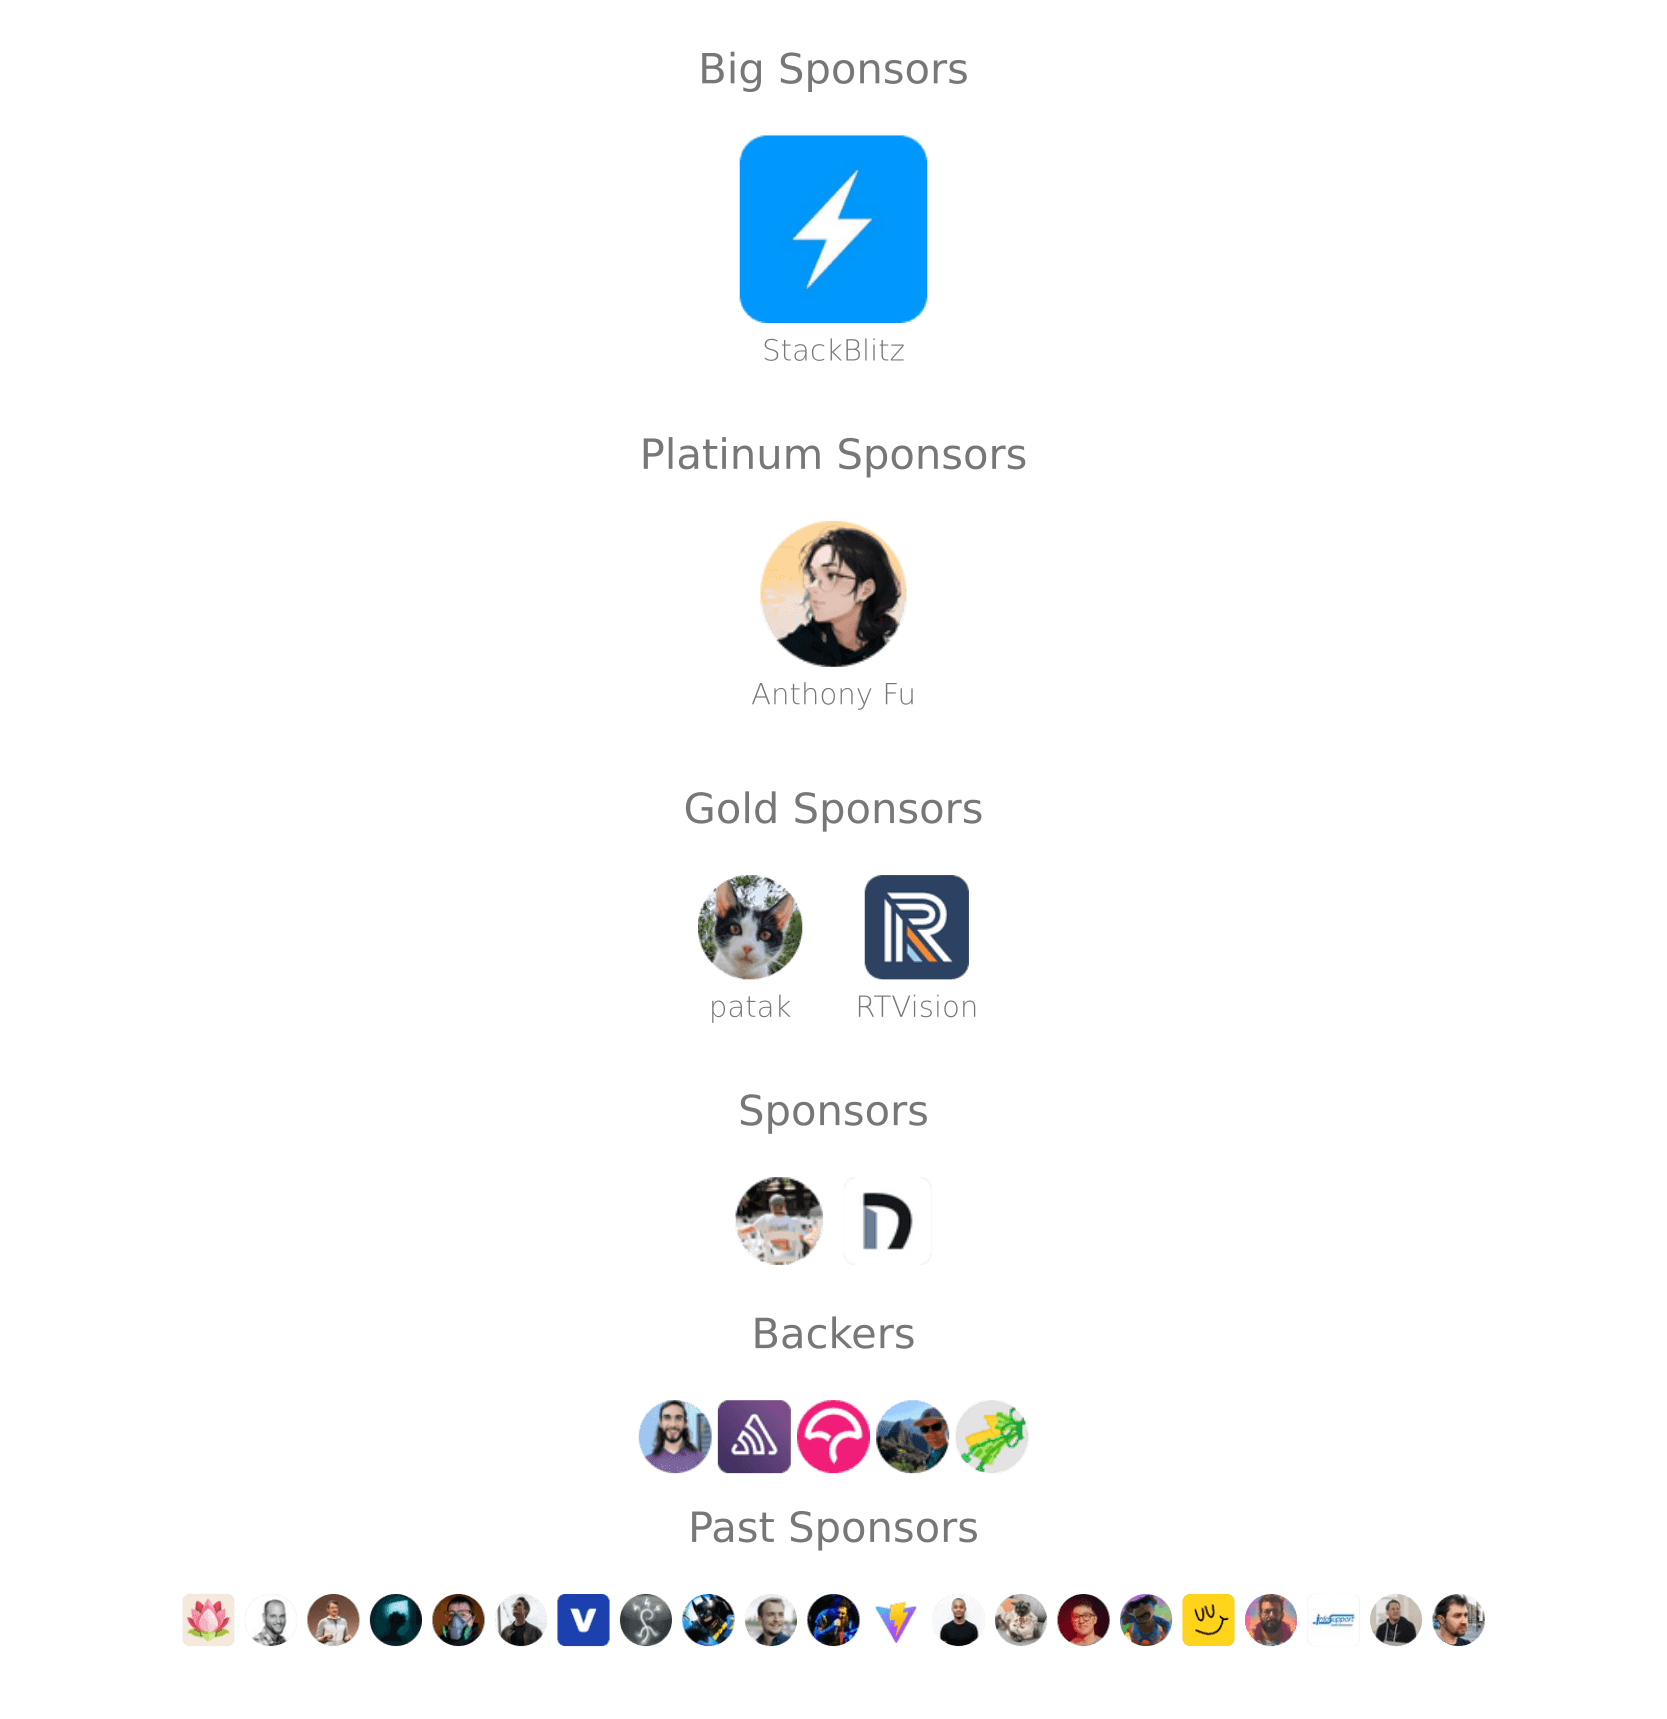 Big Sponsors
StackBlitz
Platinum Sponsors
Anthony Fu
Gold Sponsors
patak RTVision
Sponsors
Backers
Past Sponsors
V